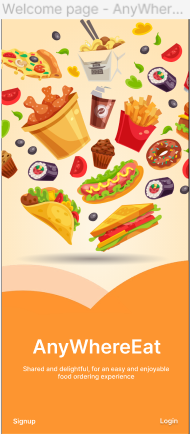 Welcome page - AnyWher...
AnyWhereEat
Shared and delightful, for an easy and enjoyable
food ordering experience
Signup
Login